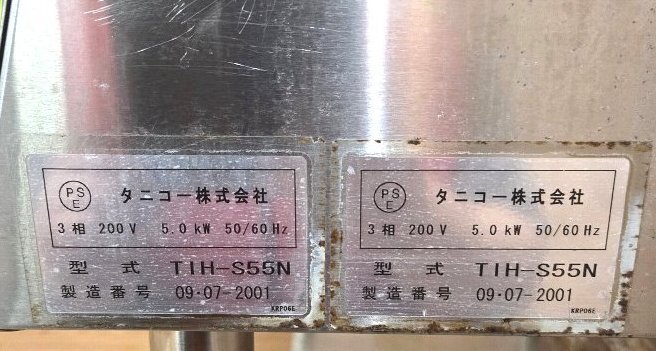 PS
E
タニコー株式会社
3相 200V 5.0kW 50/60Hz
型式 TIH-S55N
製造番号 09・07-2001
KRP06E
PS
E
タニコー株式会社
3相 200V 5.0kW 50/60Hz
型式 TIH-S55N
製造番号 09・07-2001
KRP06E